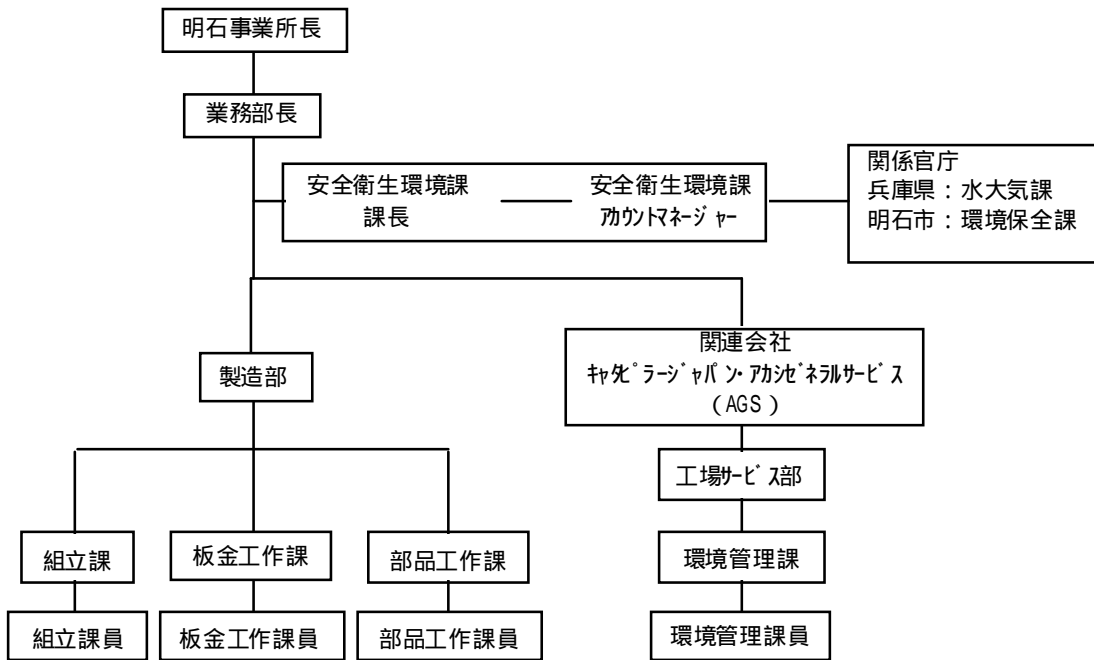 明石事業所長
業務部長
安全衛生環境課
課長
安全衛生環境課
アカウントマネージャー
関係官庁
兵庫県：水大気課
明石市：環境保全課
製造部
関連会社
キャタピラージャパン・アカシゼネラルサービス
（AGS）
工場サービス部
組立課
板金工作課
部品工作課
環境管理課
組立課員
板金工作課員
部品工作課員
環境管理課員